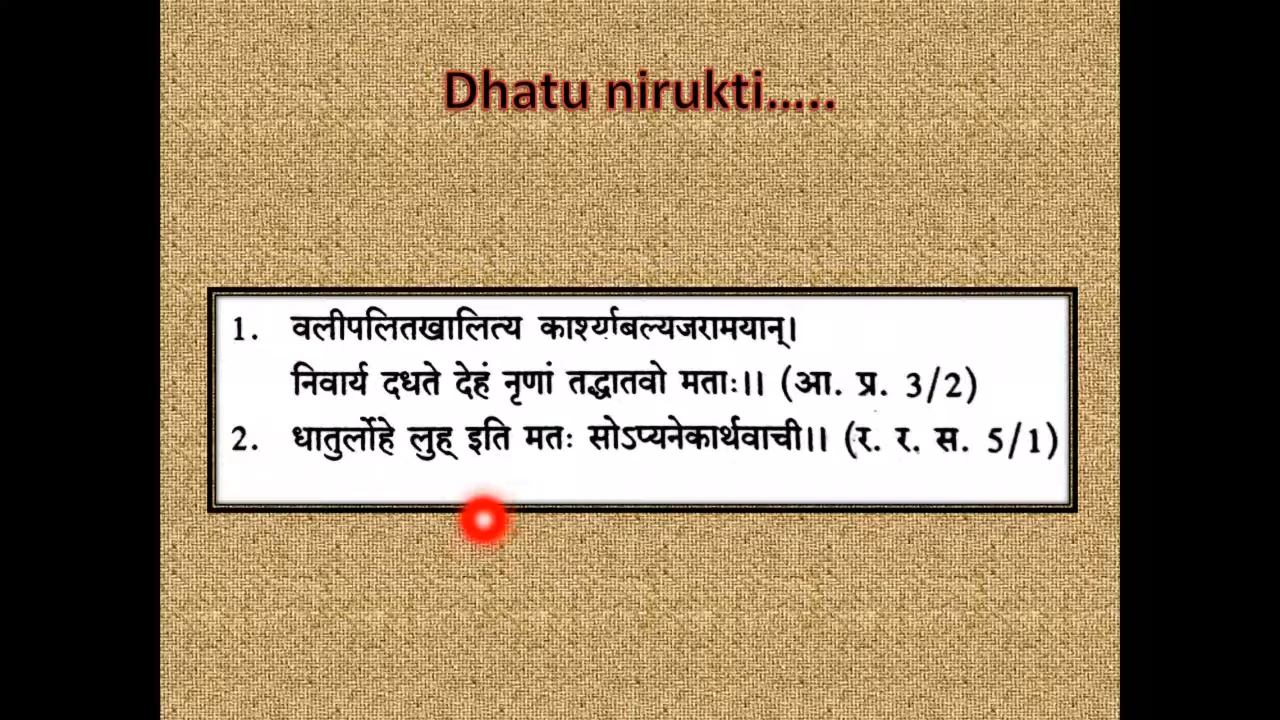 Dhatu nirukti.....
1. वलीपलितखालित्य कार्श्याबल्यजरामयान्।
निवार्य दधते देहं नृणां तद्धातवो मताः।। (आ. प्र. 3/2)
2. धातुर्लोहे लुह् इति मतः सोऽप्यनेकार्थवाची।। (र. र. स. 5/1)